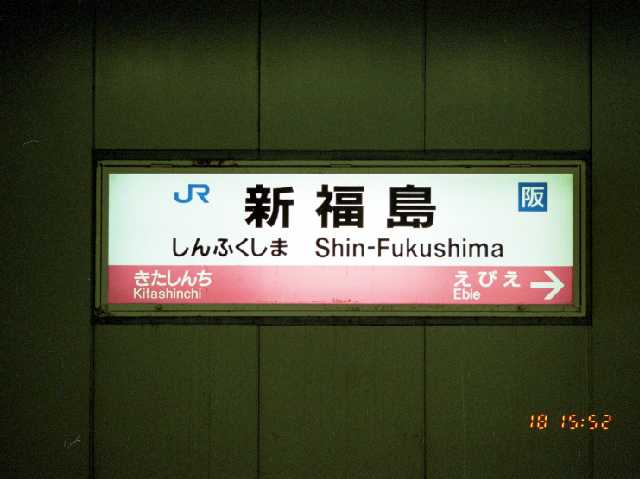 JR 新福島 阪
しんふくしま Shin-Fukushima
きたしんち えびえ →
Kitashinchi Ebie
18 15:52